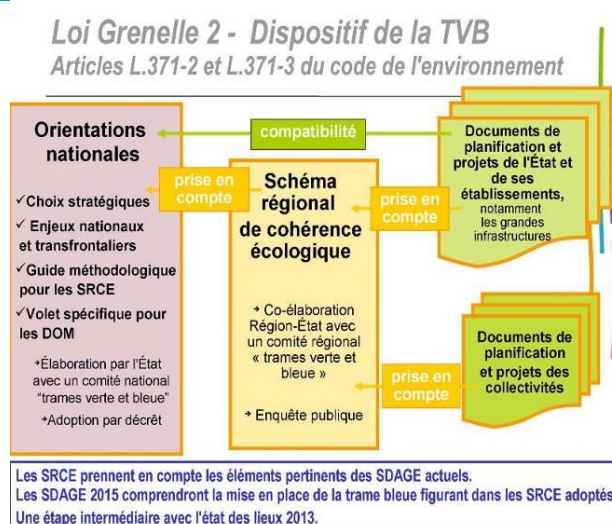 Loi Grenelle 2 - Dispositif de la TVB
Articles L.371-2 et L.371-3 du code de l'environnement
Orientations
nationales
✓Choix stratégiques
✓ Enjeux nationaux
et transfrontaliers
✓Guide méthodologique
pour les SRCE
✓Volet spécifique pour
les DOM
➔Élaboration par l'État
avec un comité national
“trames verte et bleue”
➔Adoption par décret
compatibilité
prise en
compte
Schéma
régional
de cohérence
écologique
➔ Co-élaboration
Région-État avec
un comité régional
« trames verte et
bleue »
➔ Enquête publique
prise en
compte
Documents de
planification et
projets de l'État et
de ses
établissements,
notamment
les grandes
infrastructures
prise en
compte
Documents de
planification
et projets des
collectivités
Les SRCE prennent en compte les éléments pertinents des SDAGE actuels.
Les SDAGE 2015 comprendront la mise en place de la trame bleue figurant dans les SRCE adoptés
Une étape intermédiaire avec l'état des lieux 2013.